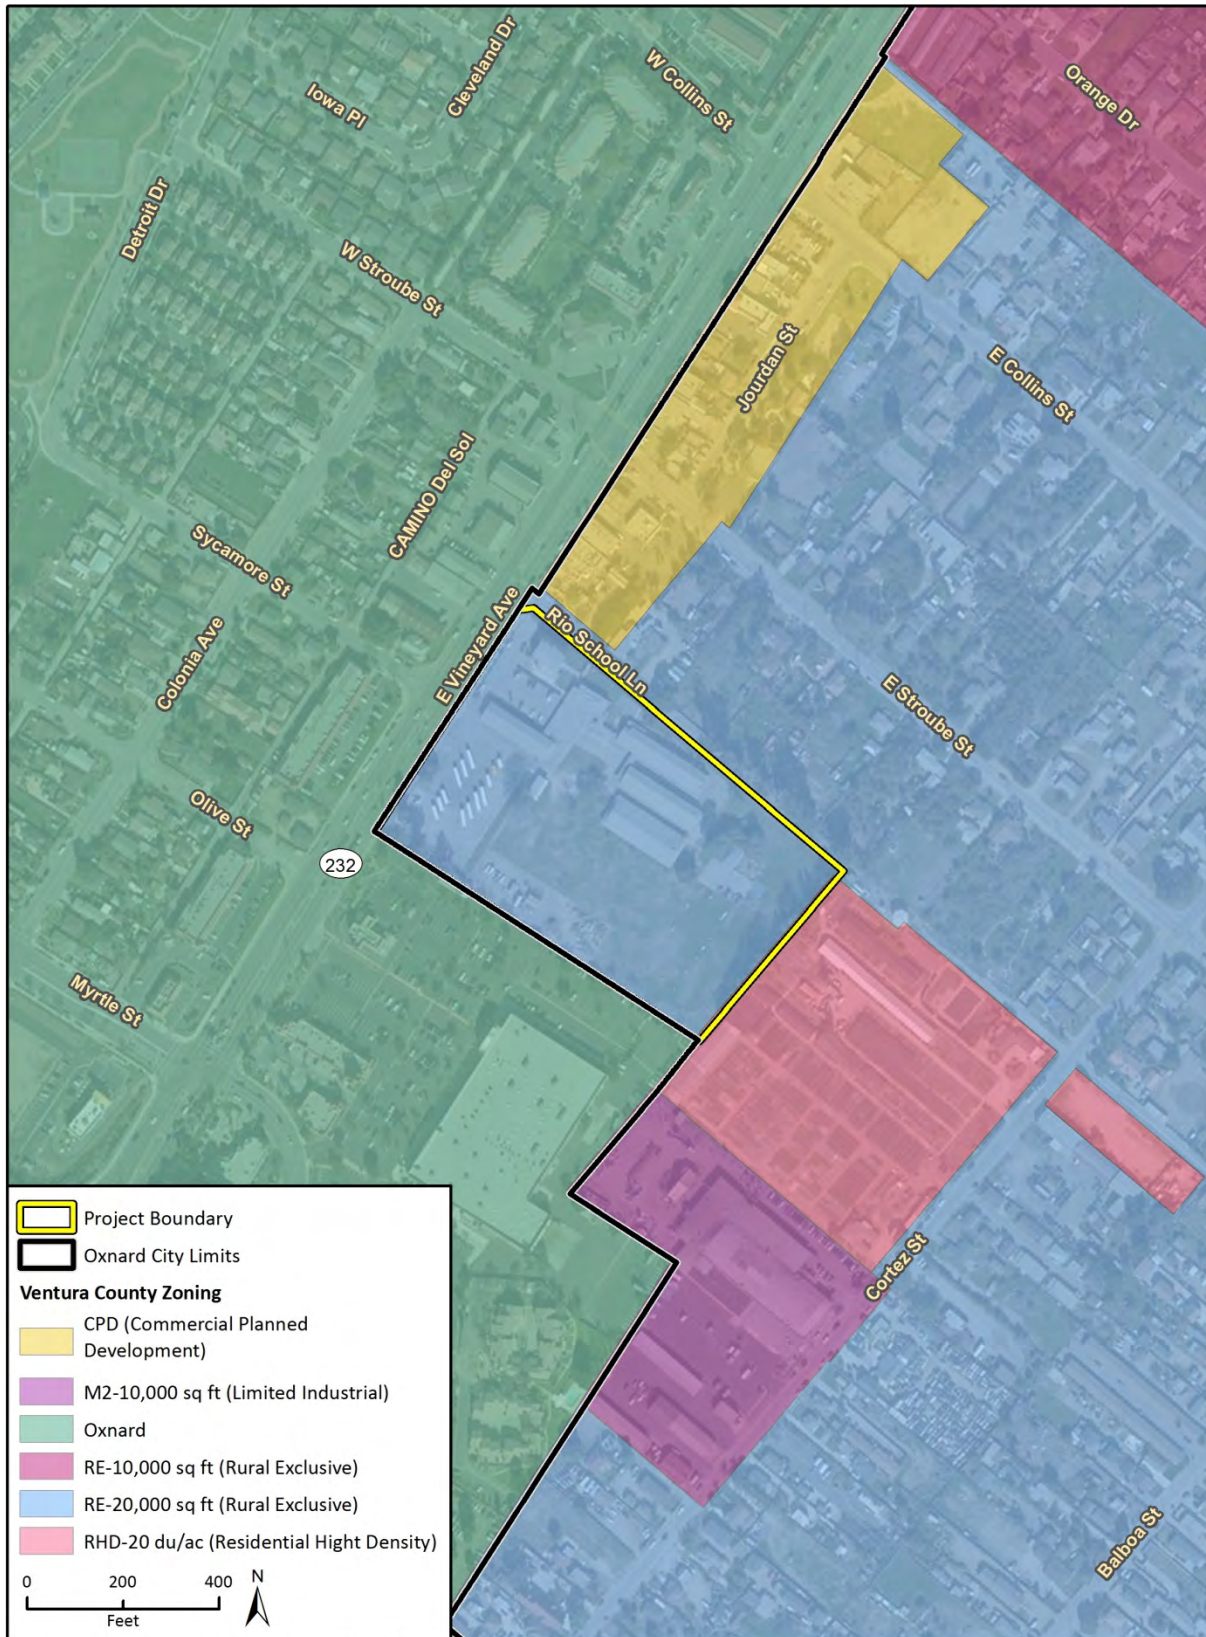 Cleveland Dr
W Collins St
Iowa Pl
Orange Dr
Detroit Dr
W Stroube St
Jourdan St
E Collins St
CAMINO Del Sol
Sycamore St
E Vineyard Ave
Rio School Ln
Colonia Ave
E Stroube St
Olive St
232
Myrtle St
Cortez St
Balboa St
Project Boundary
Oxnard City Limits
Ventura County Zoning
CPD (Commercial Planned
Development)
M2-10,000 sq ft (Limited Industrial)
Oxnard
RE-10,000 sq ft (Rural Exclusive)
RE-20,000 sq ft (Rural Exclusive)
RHD-20 du/ac (Residential Hight Density)
0 200 400
N
Feet